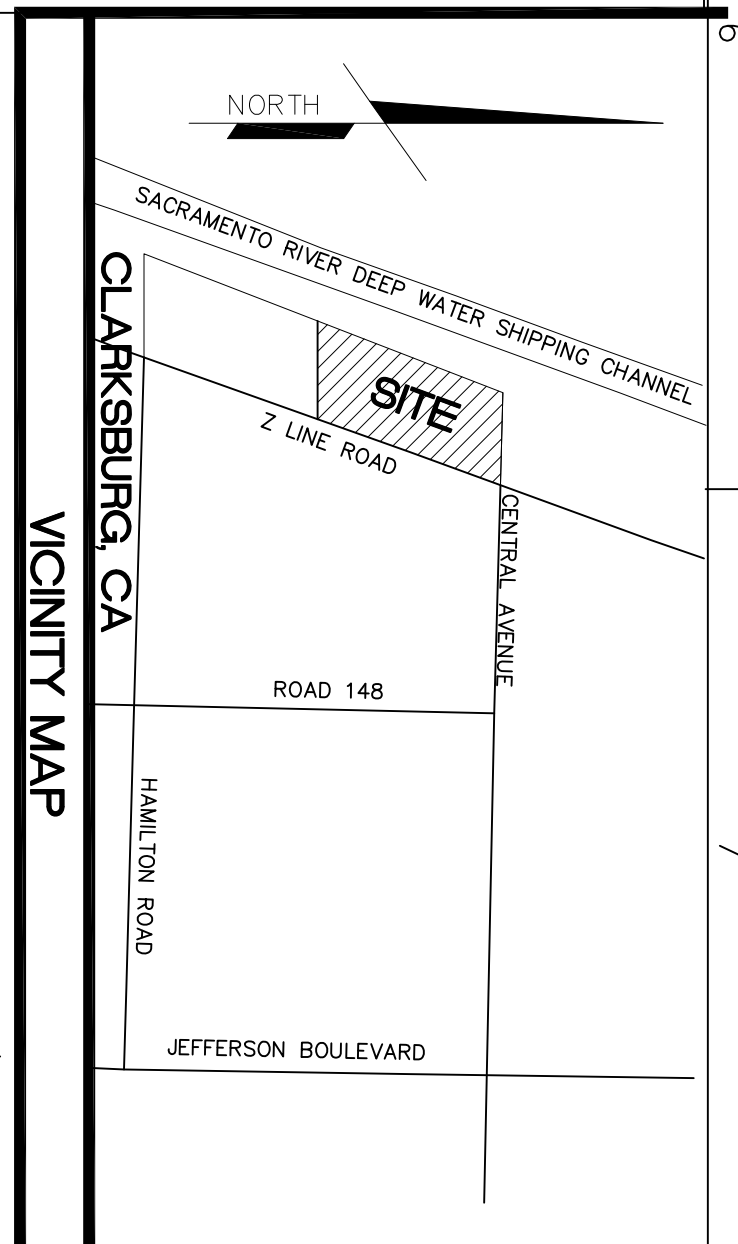 NORTH
SACRAMENTO RIVER DEEP WATER SHIPPING CHANNEL
SITE
Z LINE ROAD
CENTRAL AVENUE
ROAD 148
HAMILTON ROAD
JEFFERSON BOULEVARD
CLARKSBURG, CA
VICINITY MAP